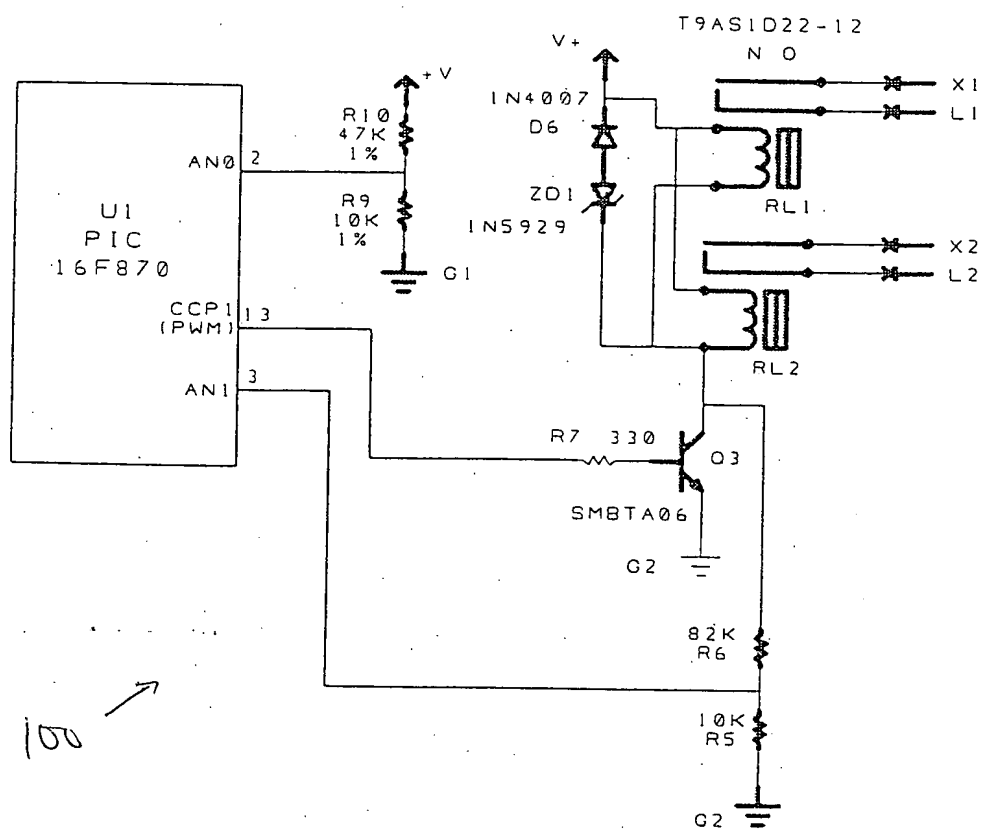 T9AS1D22-12
N O
V+
+V
X1
L1
1N4007
D6
R10
47K
1%
AN0
2
ZD1
1N5929
RL1
R9
10K
1%
U1
PIC
16F870
G1
X2
L2
CCP1
(PWM)
13
RL2
AN1
3
R7 330
Q3
SMBTA06
G2
82K
R6
100
10K
R5
G2